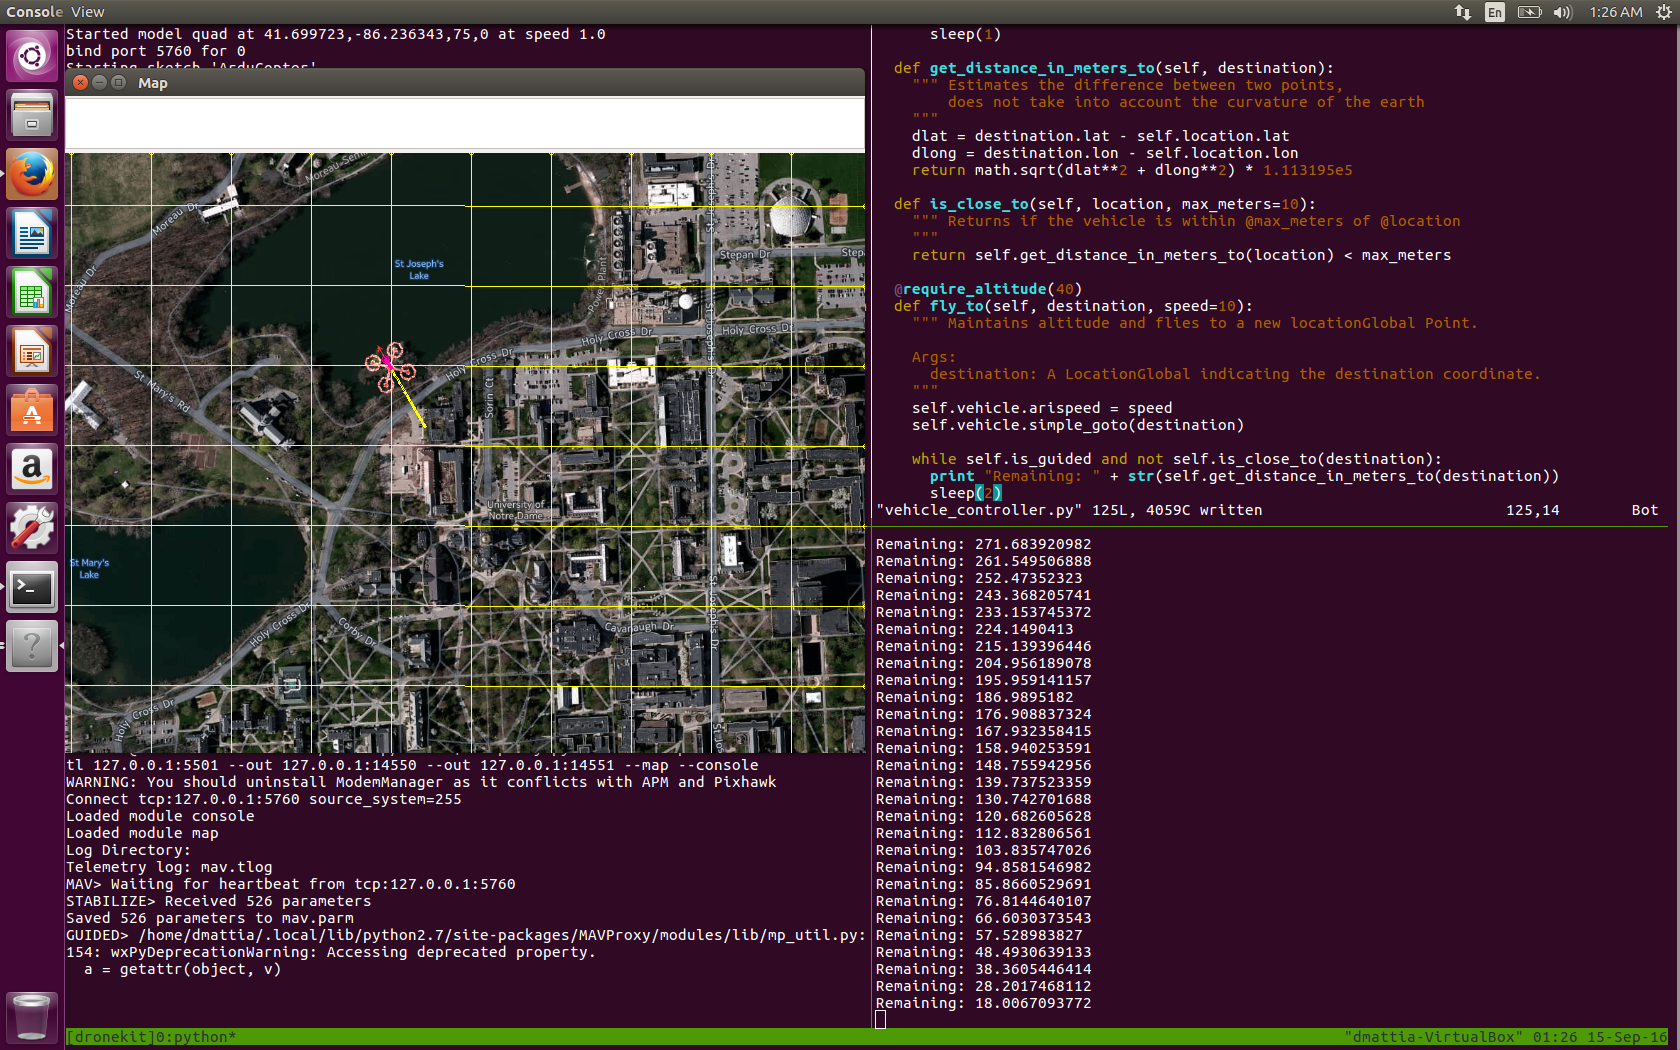 Console View
En
1:26 AM
Started model quad at 41.699723,-86.236343,75,0 at speed 1.0
bind port 5760 for 0
Starting sketch 'ArduCopter'
Map
Moreau Dr
Moreau-Semi
St Joseph's Dr
St Joseph's
Lake
Stepan Dr
Step
Moreau Dr
Power Plant
St Joseph's Dr
Holy Cross Dr
Holy Cross Dr
Holy Cross Dr
St Mary's Rd
Sorin Ct
University of
Notre Dame
St Mary's
Lake
St Joseph's Dr
Holy Cross Dr
Corby Dr
Cavanaugh Dr
Holy Cross Dr
St Jos
tl 127.0.0.1:5501 --out 127.0.0.1:14550 --out 127.0.0.1:14551 --map --console
WARNING: You should uninstall ModemManager as it conflicts with APM and Pixhawk
Connect tcp:127.0.0.1:5760 source_system=255
Loaded module console
Loaded module map
Log Directory:
Telemetry log: mav.tlog
MAV> Waiting for heartbeat from tcp:127.0.0.1:5760
STABILIZE> Received 526 parameters
Saved 526 parameters to mav.parm
GUIDED> /home/dmattia/.local/lib/python2.7/site-packages/MAVProxy/modules/lib/mp_util.py:
154: wxPyDeprecationWarning: Accessing deprecated property.
  a = getattr(object, v)
      sleep(1)
  def get_distance_in_meters_to(self, destination):
    """ Estimates the difference between two points,
        does not take into account the curvature of the earth
    """
    dlat = destination.lat - self.location.lat
    dlong = destination.lon - self.location.lon
    return math.sqrt(dlat**2 + dlong**2) * 1.113195e5
  def is_close_to(self, location, max_meters=10):
    """ Returns if the vehicle is within @max_meters of @location
    """
    return self.get_distance_in_meters_to(location) < max_meters
  @require_altitude(40)
  def fly_to(self, destination, speed=10):
    """ Maintains altitude and flies to a new locationGlobal Point.
    Args:
      destination: A LocationGlobal indicating the destination coordinate.
    """
    self.vehicle.arispeed = speed
    self.vehicle.simple_goto(destination)
    while self.is_guided and not self.is_close_to(destination):
      print "Remaining: " + str(self.get_distance_in_meters_to(destination))
      sleep(2)
"vehicle_controller.py" 125L, 4059C written 125,14 Bot
Remaining: 271.683920982
Remaining: 261.549506888
Remaining: 252.47352323
Remaining: 243.368205741
Remaining: 233.153745372
Remaining: 224.1490413
Remaining: 215.139396446
Remaining: 204.956189078
Remaining: 195.959141157
Remaining: 186.9895182
Remaining: 176.908837324
Remaining: 167.932358415
Remaining: 158.940253591
Remaining: 148.755942956
Remaining: 139.737523359
Remaining: 130.742701688
Remaining: 120.682605628
Remaining: 112.832806561
Remaining: 103.835747026
Remaining: 94.8581546982
Remaining: 85.8660529691
Remaining: 76.8144640107
Remaining: 66.6030373543
Remaining: 57.528983827
Remaining: 48.4930639133
Remaining: 38.3605446414
Remaining: 28.2017468112
Remaining: 18.0067093772
[dronekit]0:python* "dmattia-VirtualBox" 01:26 15-Sep-16